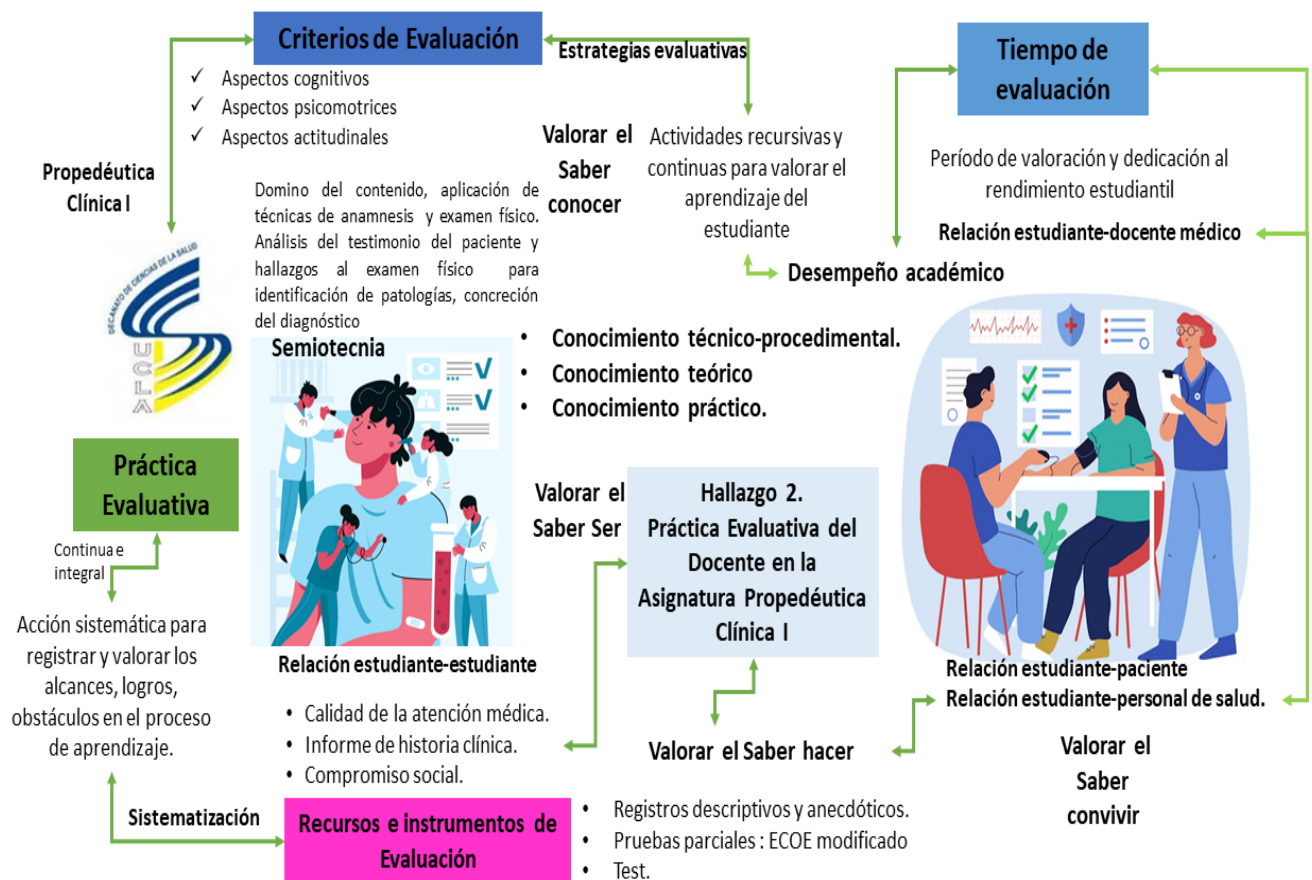 Criterios de Evaluación
✓ Aspectos cognitivos
✓ Aspectos psicomotrices
✓ Aspectos actitudinales
Estrategias evaluativas
Tiempo de
evaluación
Propedéutica
Clínica I
Valorar el
Saber
conocer
Actividades recursivas y
continuas para valorar el
aprendizaje del
estudiante
Período de valoración y dedicación al
rendimiento estudiantil
Relación estudiante-docente médico
Desempeño académico
Domino del contenido, aplicación de
técnicas de anamnesis y examen físico.
Análisis del testimonio del paciente y
hallazgos al examen físico para
identificación de patologías, concreción
del diagnóstico
DECANATO DE CIENCIAS DE LA SALUD
UCLA
Semiotecnia
• Conocimiento técnico-procedimental.
• Conocimiento teórico
• Conocimiento práctico.
Práctica
Evaluativa
Continua e
integral
Acción sistemática para
registrar y valorar los
alcances, logros,
obstáculos en el proceso
de aprendizaje.
Valorar el
Saber Ser
Hallazgo 2.
Práctica Evaluativa del
Docente en la
Asignatura Propedéutica
Clínica I
Relación estudiante-estudiante
• Calidad de la atención médica.
• Informe de historia clínica.
• Compromiso social.
Valorar el Saber hacer
Relación estudiante-paciente
Relación estudiante-personal de salud.
Valorar el
Saber
convivir
Sistematización
Recursos e instrumentos de
Evaluación
• Registros descriptivos y anecdóticos.
• Pruebas parciales : ECOE modificado
• Test.